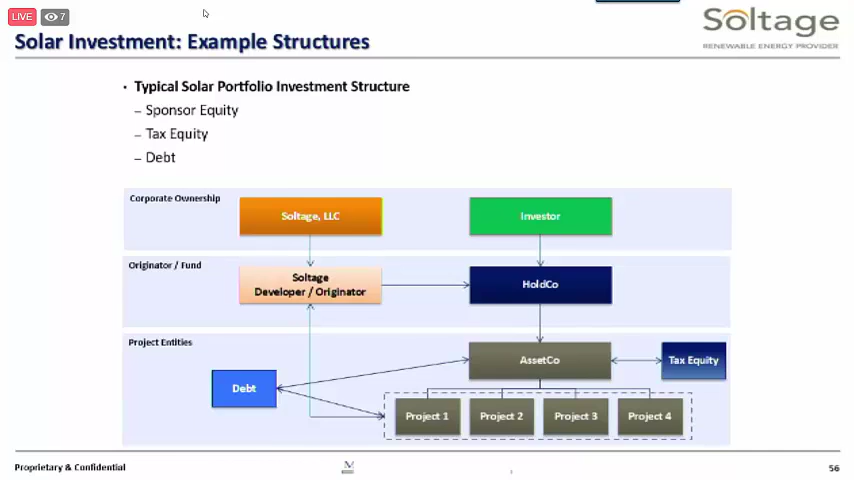 LIVE 7
Soltage
RENEWABLE ENERGY PROVIDER
Solar Investment: Example Structures
• Typical Solar Portfolio Investment Structure
– Sponsor Equity
– Tax Equity
– Debt
Corporate Ownership
Soltage, LLC
Investor
Originator / Fund
Soltage
Developer / Originator
HoldCo
Project Entities
AssetCo
Tax Equity
Debt
Project 1
Project 2
Project 3
Project 4
Proprietary & Confidential
56